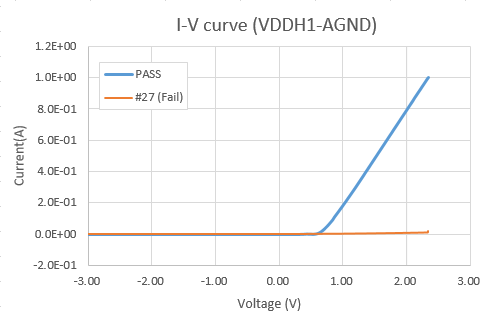 I-V curve (VDDH1-AGND)
1.2E+00
1.0E+00
8.0E-01
6.0E-01
4.0E-01
2.0E-01
0.0E+00
-2.0E-01
PASS
#27 (Fail)
Current(A)
-3.00 -2.00 -1.00 0.00 1.00 2.00 3.00
Voltage (V)